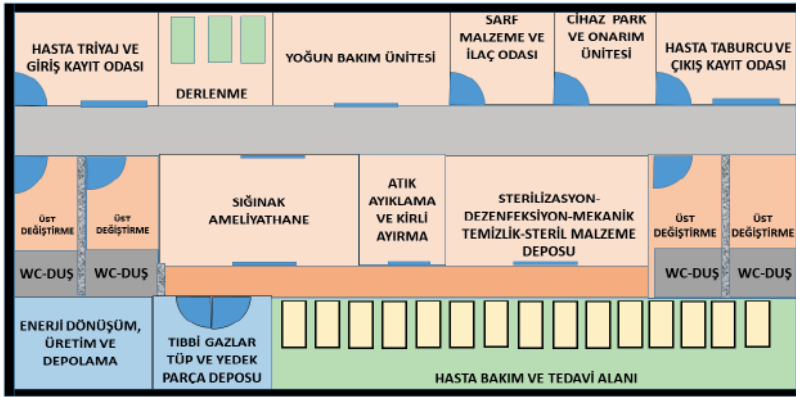 HASTA TRİYAJ VE
GİRİŞ KAYIT ODASI
DERLENME
YOĞUN BAKIM ÜNİTESİ
SARF
MALZEME VE
İLAÇ ODASI
CİHAZ PARK
VE ONARIM
ÜNİTESİ
HASTA TABURCU VE
ÇIKIŞ KAYIT ODASI
ÜST
DEĞİŞTİRME
ÜST
DEĞİŞTİRME
SIĞINAK
AMELİYATHANE
ATIK
AYIKLAMA
VE KİRLİ
AYIRMA
STERİLİZASYON-
DEZENFEKSİYON-MEKANİK
TEMİZLİK-STERİL MALZEME
DEPOSU
ÜST
DEĞİŞTİRME
ÜST
DEĞİŞTİRME
WC-DUŞ
WC-DUŞ
WC-DUŞ
WC-DUŞ
ENERJİ DÖNÜŞÜM,
ÜRETİM VE
DEPOLAMA
TIBBİ GAZLAR
TÜP VE YEDEK
PARÇA DEPOSU
HASTA BAKIM VE TEDAVİ ALANI